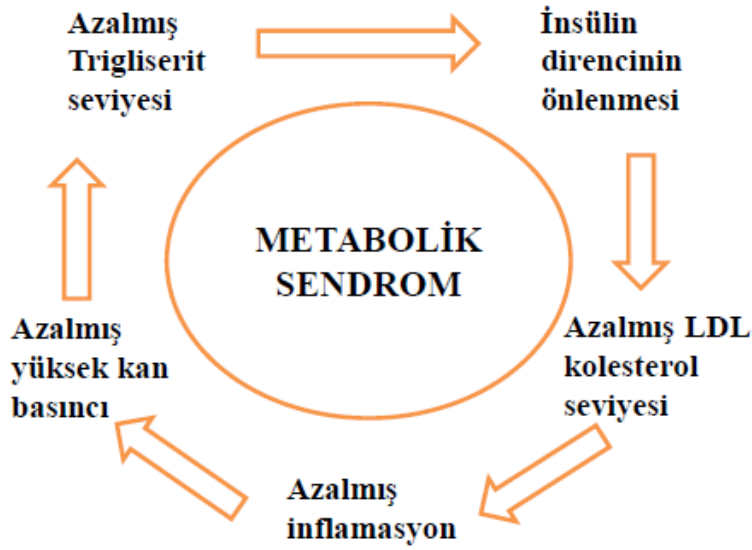 Azalmış
Trigliserit
seviyesi
İnsülin
direncinin
önlenmesi
METABOLİK
SENDROM
Azalmış
yüksek kan
basıncı
Azalmış LDL
kolesterol
seviyesi
Azalmış
inflamasyon